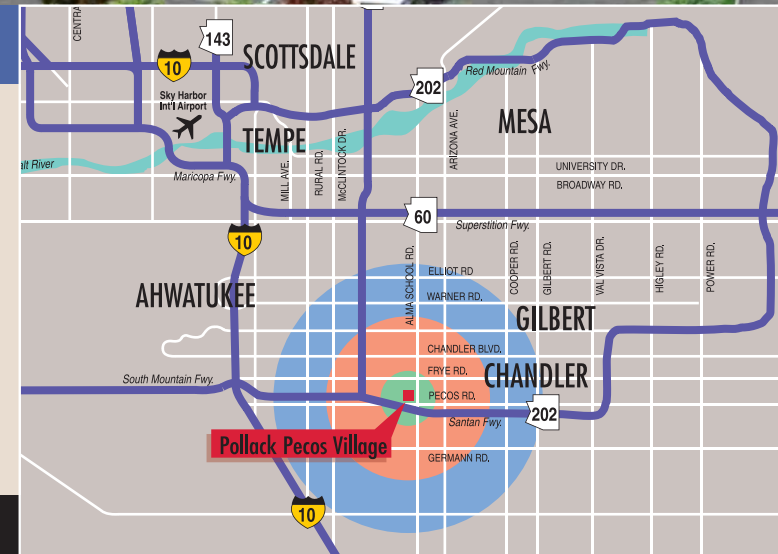 CENTRA
143
10
SCOTTSDALE
Sky Harbor
Int'l Airport
202
Red Mountain Fwy.
MESA
TEMPE
ARIZONA AVE.
alt River
Maricopa Fwy.
MILL AVE.
RURAL RD.
McCLINTOCK DR.
UNIVERSITY DR.
BROADWAY RD.
60
Superstition Fwy.
10
ALMA SCHOOL RD.
COOPER RD.
GILBERT RD.
VAL VISTA DR.
HIGLEY RD.
POWER RD.
ELLIOT RD
AHWATUKEE
WARNER RD.
GILBERT
CHANDLER BLVD.
FRYE RD.
CHANDLER
South Mountain Fwy.
PECOS RD.
202
Santan Fwy.
Pollack Pecos Village
GERMANN RD.
10